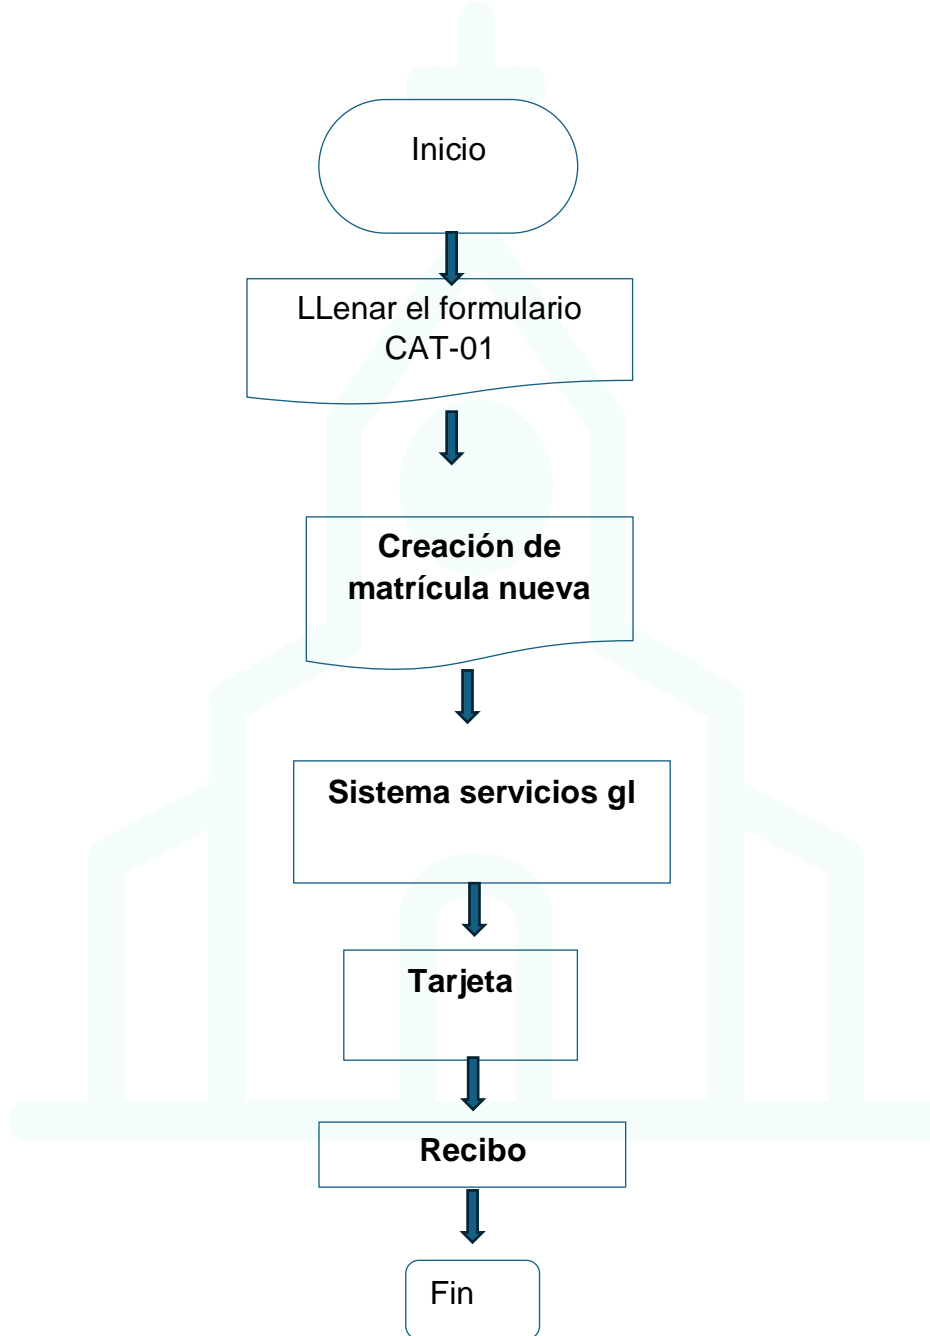 Inicio
LLenar el formulario
CAT-01
Creación de
matrícula nueva
Sistema servicios gl
Tarjeta
Recibo
Fin